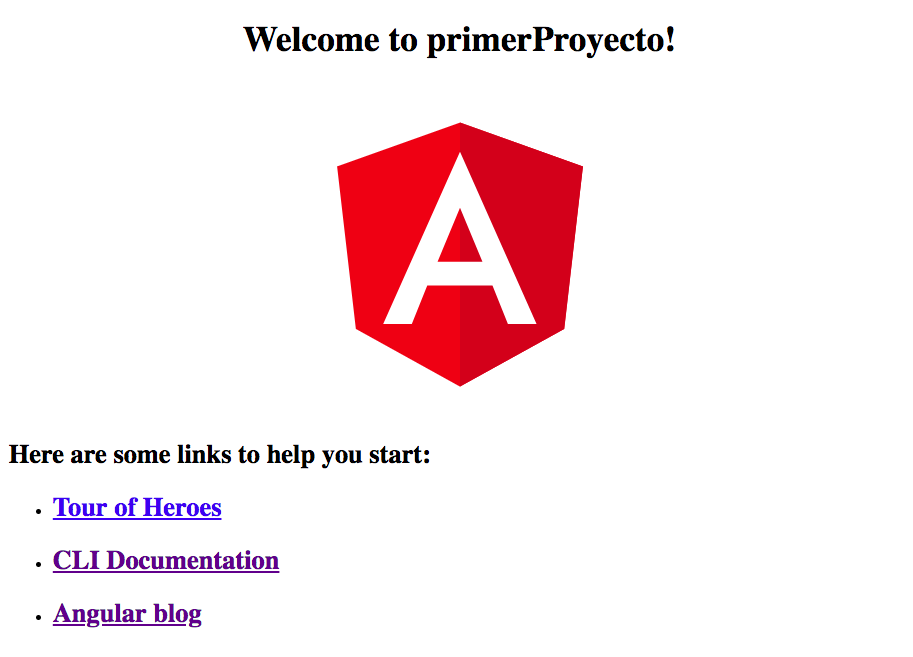 Welcome to primerProyecto!
A
Here are some links to help you start:
Tour of Heroes
CLI Documentation
Angular blog